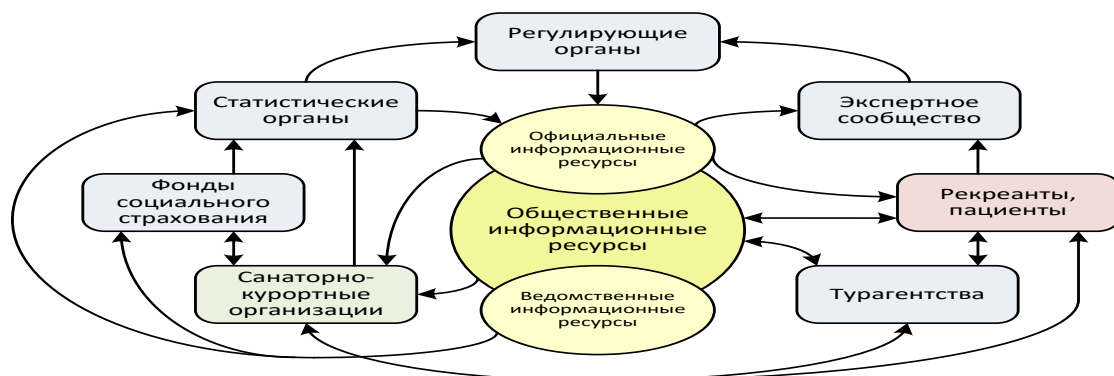 Регулирующие
органы
Статистические
органы
Экспертное
сообщество
Официальные
информационные
ресурсы
Фонды
социального
страхования
Рекреанты,
пациенты
Общественные
информационные
ресурсы
Санаторно-
курортные
организации
Ведомственные
информационные
ресурсы
Турагентства